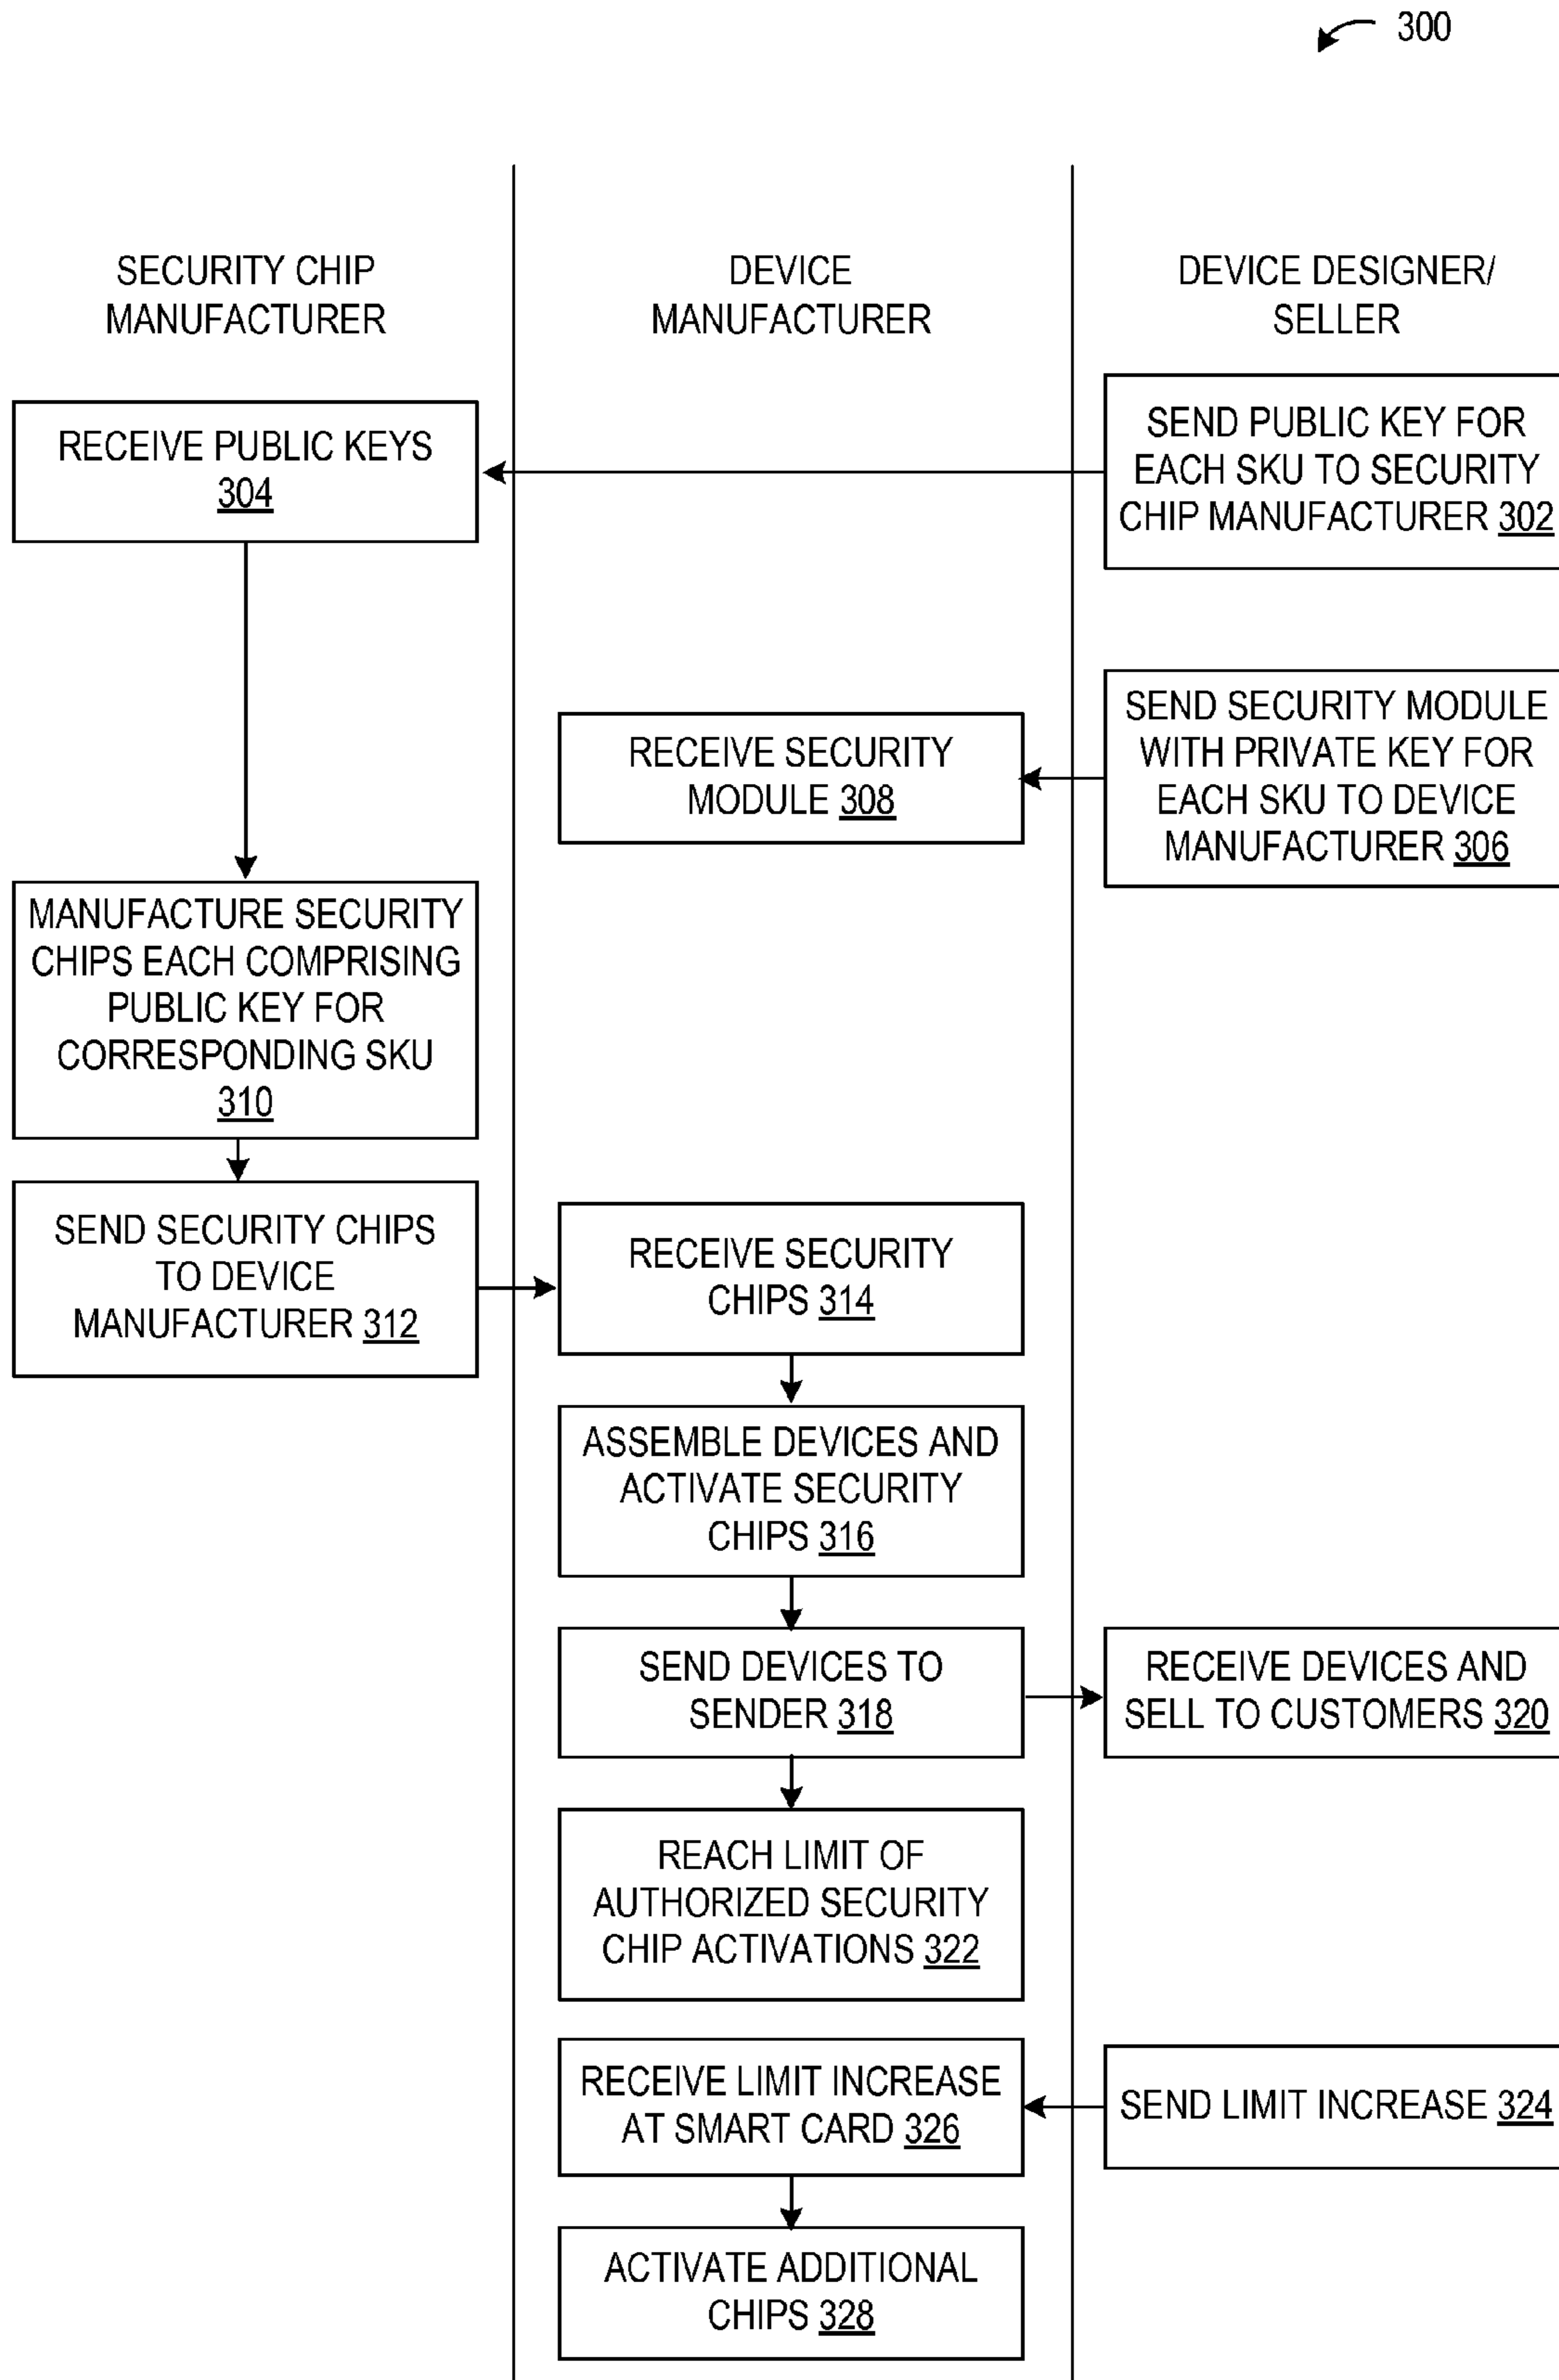 300
SECURITY CHIP
MANUFACTURER
DEVICE
MANUFACTURER
DEVICE DESIGNER/
SELLER
SEND PUBLIC KEY FOR
EACH SKU TO SECURITY
CHIP MANUFACTURER 302
RECEIVE PUBLIC KEYS
304
SEND SECURITY MODULE
WITH PRIVATE KEY FOR
EACH SKU TO DEVICE
MANUFACTURER 306
RECEIVE SECURITY
MODULE 308
MANUFACTURE SECURITY
CHIPS EACH COMPRISING
PUBLIC KEY FOR
CORRESPONDING SKU
310
SEND SECURITY CHIPS
TO DEVICE
MANUFACTURER 312
RECEIVE SECURITY
CHIPS 314
ASSEMBLE DEVICES AND
ACTIVATE SECURITY
CHIPS 316
SEND DEVICES TO
SENDER 318
RECEIVE DEVICES AND
SELL TO CUSTOMERS 320
REACH LIMIT OF
AUTHORIZED SECURITY
CHIP ACTIVATIONS 322
SEND LIMIT INCREASE 324
RECEIVE LIMIT INCREASE
AT SMART CARD 326
ACTIVATE ADDITIONAL
CHIPS 328